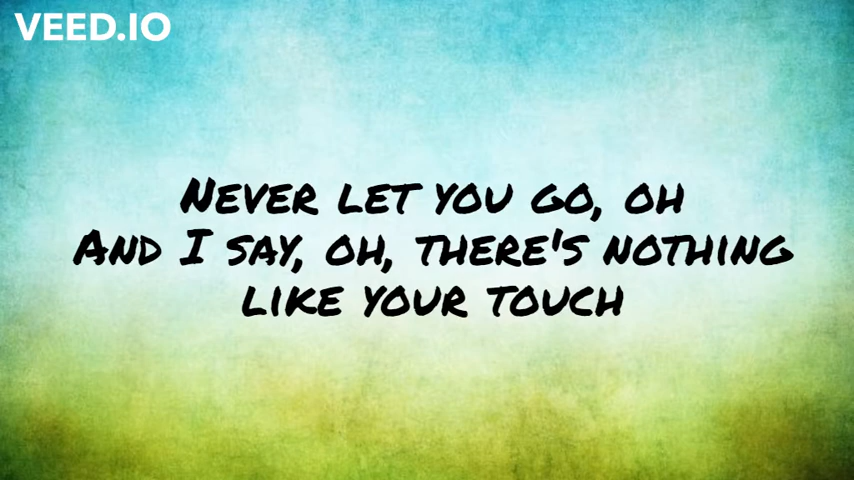 VEED.IO
Never let you go, oh
And I say, oh, there's nothing
like your touch